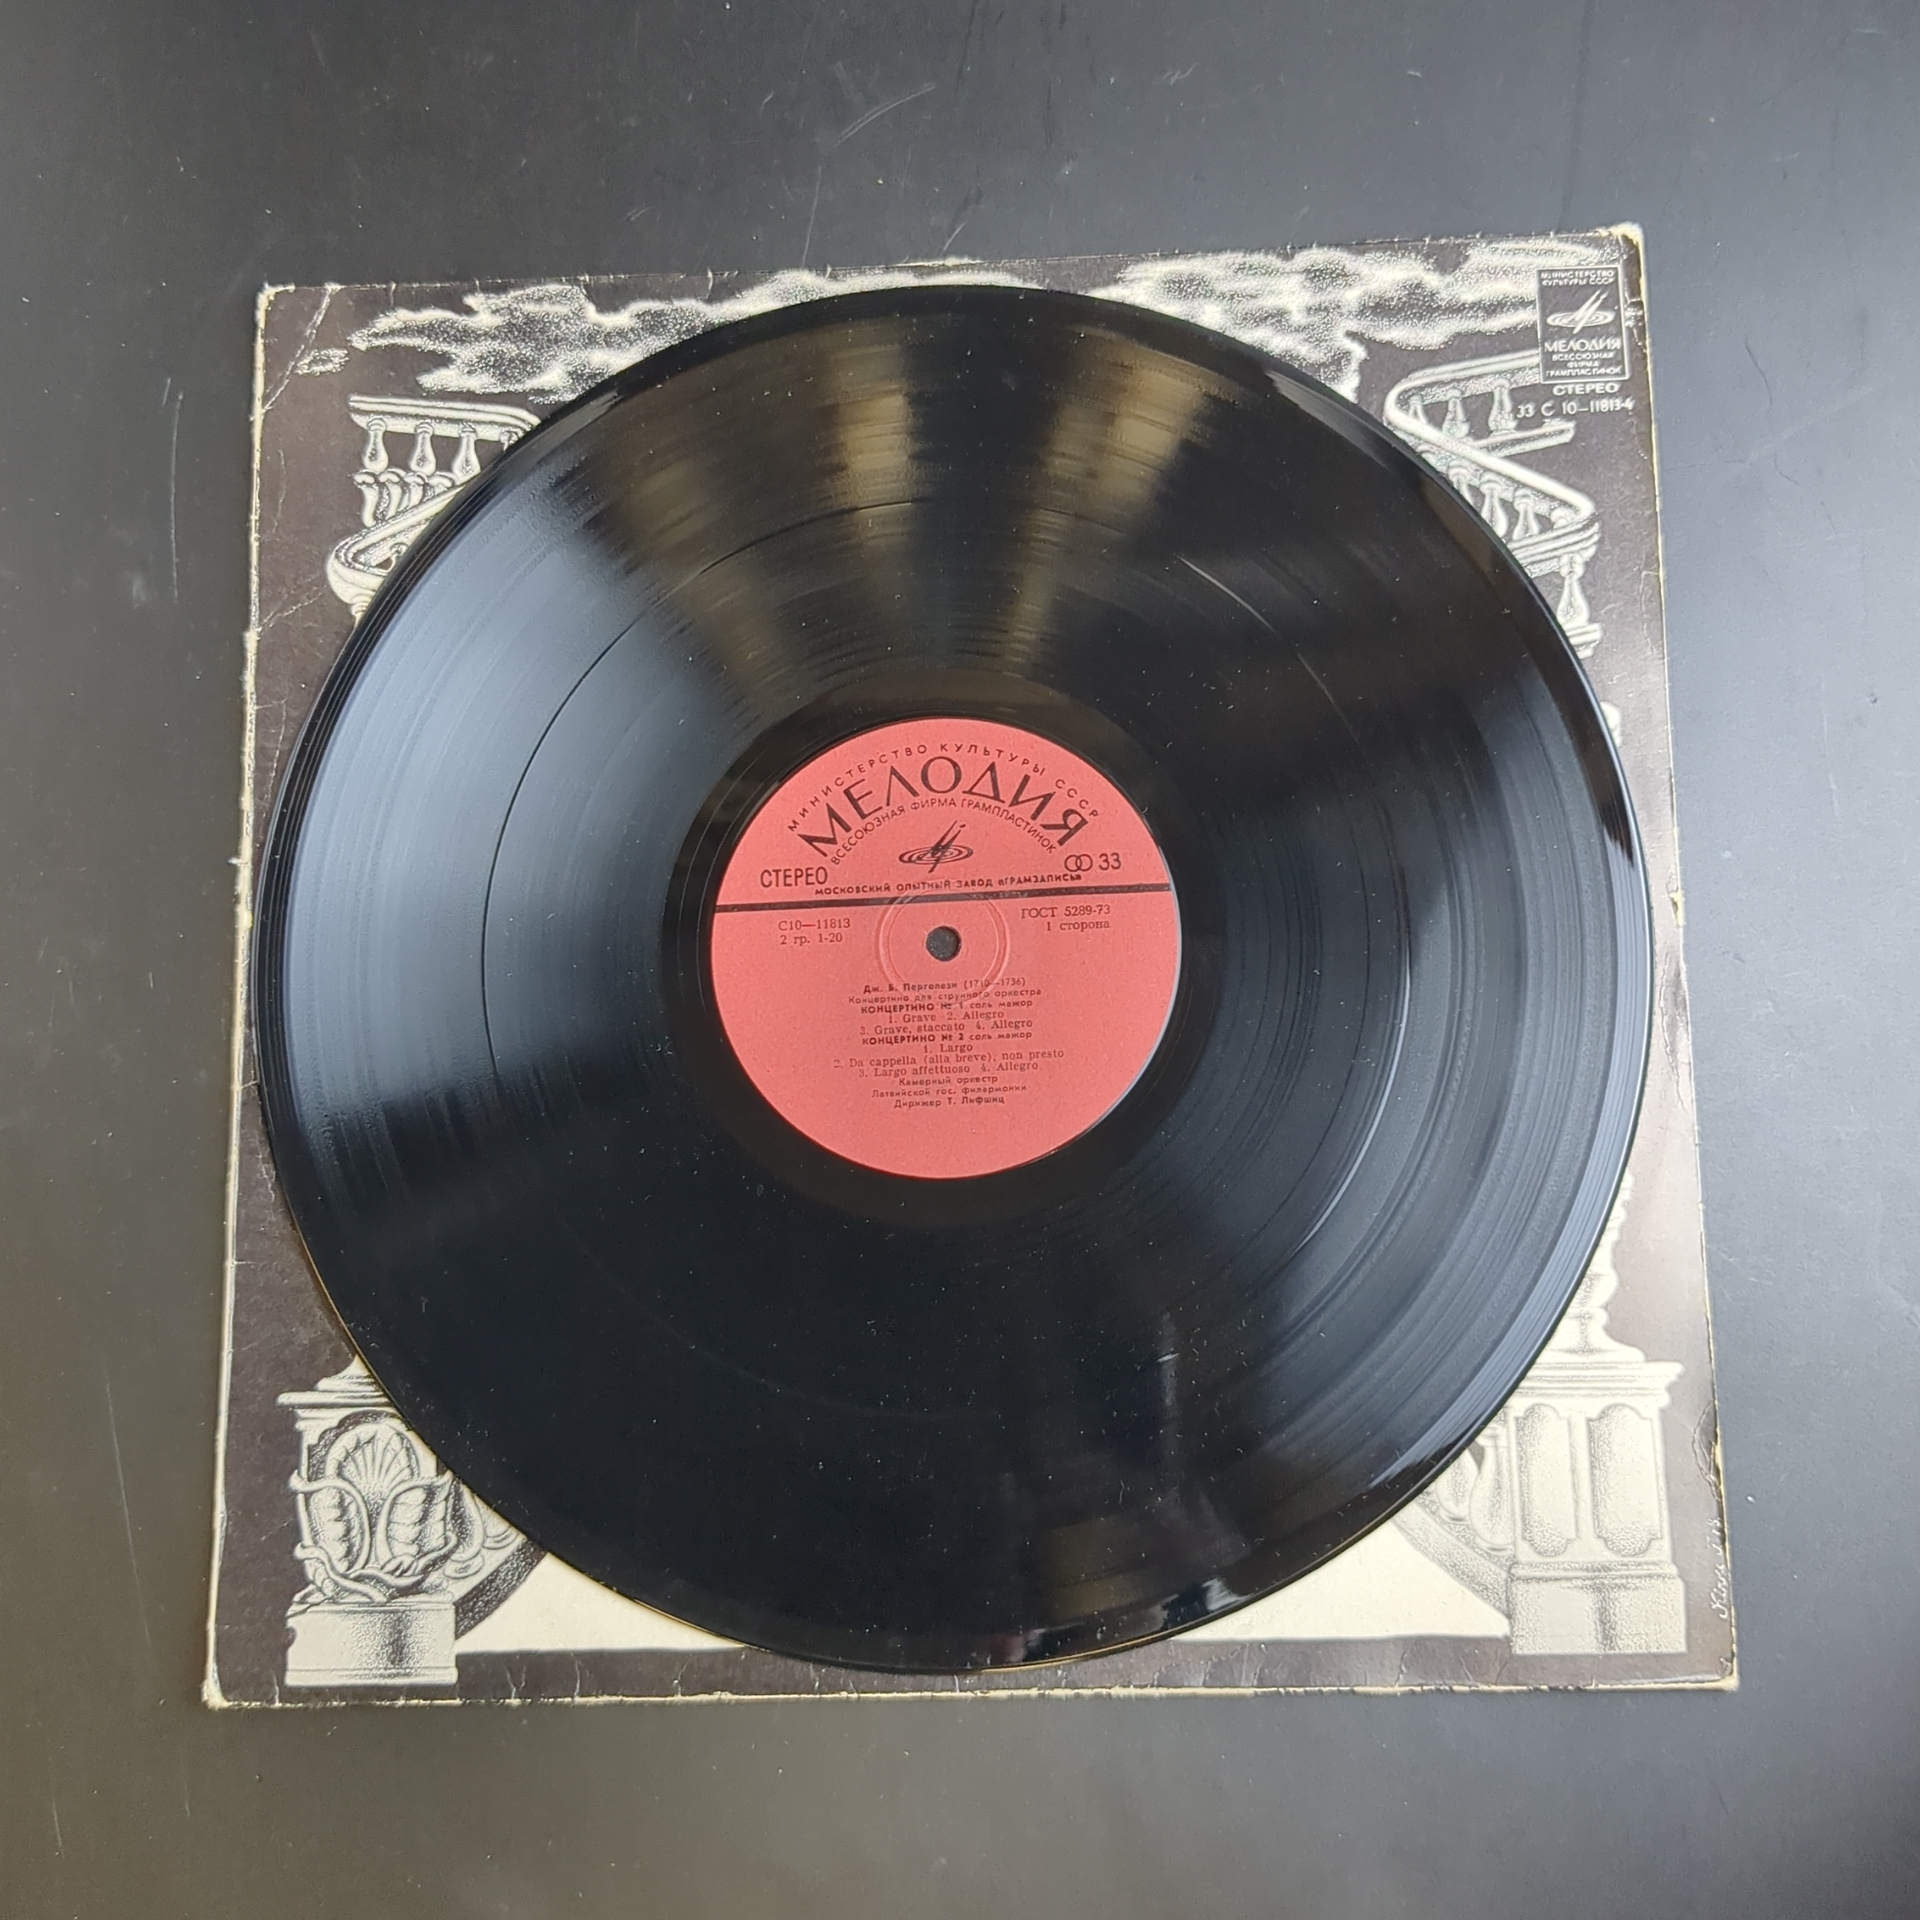 МИНИСТЕРСТВО
КУЛЬТУРЫ СССР
МЕЛОДИЯ
ВСЕСОЮЗНАЯ
ФИРМА
ГРАМПЛАСТИНОК
СТЕРЕО
33 С 10—11813-4
МИНИСТЕРСТВО КУЛЬТУРЫ СССР
МЕЛОДИЯ
ВСЕСОЮЗНАЯ ФИРМА ГРАМПЛАСТИНОК
СТЕРЕО
33
МОСКОВСКИЙ ОПЫТНЫЙ ЗАВОД «ГРАМЗАПИСЬ»
С10—11813
2 гр. 1-20
ГОСТ 5289-73
1 сторона
Дж. Б. Перголези (1710—1736)
Концертино для струнного оркестра
КОНЦЕРТИНО № 1 соль мажор
1. Grave 2. Allegro
3. Grave, staccato 4. Allegro
КОНЦЕРТИНО № 2 соль мажор
1. Largo
2. Da cappella (alla breve), non presto
3. Largo affettuoso 4. Allegro
Камерный оркестр
Латвийской гос. филармонии
Дирижер Т. Лифшиц